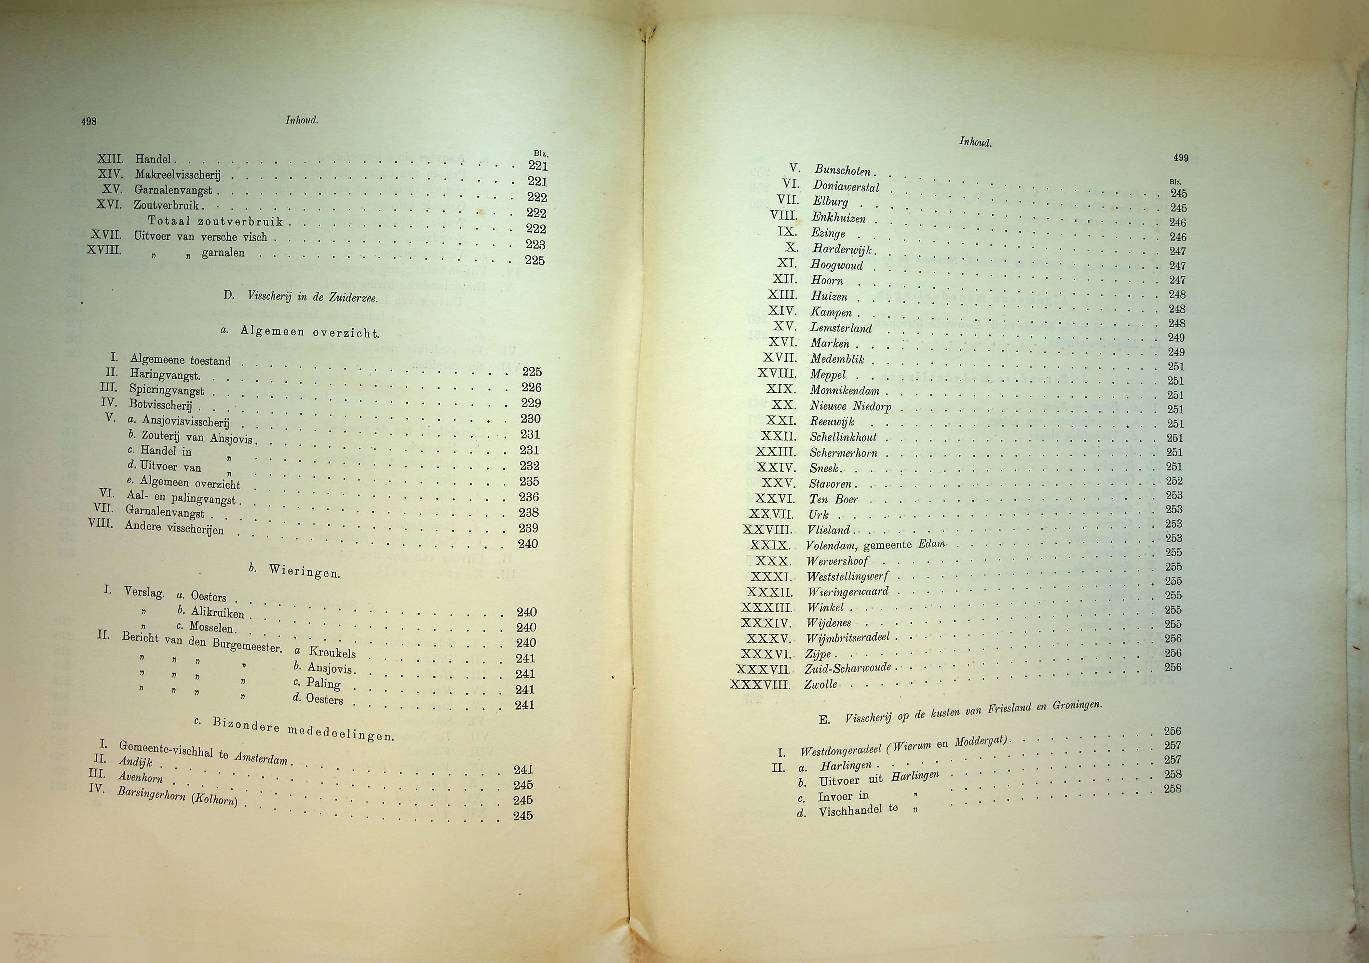 498
Inhoud.
Blz.
XIII. Handel . . . 221
XIV. Makreelvisscherij . . . 221
XV. Garnalenvangst . . . 222
XVI. Zoutverbruik . . . 222
Totaal zoutverbruik . . . 222
XVII. Uitvoer van versche visch . . . 223
XVIII. „ „ garnalen . . . 225
D. Visscherij in de Zuiderzee.
a. Algemeen overzicht.
I. Algemeene toestand . . . 225
II. Haringvangst . . . 226
III. Spieringvangst . . . 229
IV. Botvisscherij . . . 230
V. a. Ansjovisvisscherij . . . 231
b. Zouterij van Ansjovis . . . 231
c. Handel in „ . . . 232
d. Uitvoer van „ . . . 235
e. Algemeen overzicht . . . 236
VI. Aal- en palingvangst . . . 238
VII. Garnalenvangst . . . 239
VIII. Andere visscherijen . . . 240
b. Wieringen.
I. Verslag. a. Oesters . . . 240
„ b. Alikruiken . . . 240
„ c. Mosselen . . . 240
II. Bericht van den Burgemeester. a Kreukels . . . 241
„ „ „ „ b. Ansjovis . . . 241
„ „ „ „ c. Paling . . . 241
„ „ „ „ d. Oesters . . . 241
c. Bizondere mededeelingen.
I. Gemeente-vischhal te Amsterdam . . . 241
II. Andijk . . . 245
III. Avenhorn . . . 245
IV. Barsingerhorn (Kolhorn) . . . 245
Inhoud.
499
Blz.
V. Bunschoten . . . 245
VI. Doniawerstal . . . 245
VII. Elburg . . . 246
VIII. Enkhuizen . . . 246
IX. Ezinge . . . 247
X. Harderwijk . . . 247
XI. Hoogwoud . . . 247
XII. Hoorn . . . 248
XIII. Huizen . . . 248
XIV. Kampen . . . 248
XV. Lemsterland . . . 249
XVI. Marken . . . 249
XVII. Medemblik . . . 251
XVIII. Meppel . . . 251
XIX. Monnikendam . . . 251
XX. Nieuwe Niedorp . . . 251
XXI. Reeuwijk . . . 251
XXII. Schellinkhout . . . 251
XXIII. Schermerhorn . . . 251
XXIV. Sneek . . . 251
XXV. Stavoren . . . 252
XXVI. Ten Boer . . . 253
XXVII. Urk . . . 253
XXVIII. Vlieland . . . 253
XXIX. Volendam, gemeente Edam . . . 253
XXX. Wervershoof . . . 255
XXXI. Weststellingwerf . . . 255
XXXII. Wieringerwaard . . . 255
XXXIII. Winkel . . . 255
XXXIV. Wijdenes . . . 255
XXXV. Wijmbritseradeel . . . 255
XXXVI. Zijpe . . . 256
XXXVII. Zuid-Scharwoude . . . 256
XXXVIII. Zwolle . . . 256
E. Visscherij op de kusten van Friesland en Groningen.
I. Westdongeradeel (Wierum en Moddergat) . . . 256
II. a. Harlingen . . . 257
b. Uitvoer uit Harlingen . . . 257
c. Invoer in „ . . . 258
d. Vischhandel te „ . . . 258